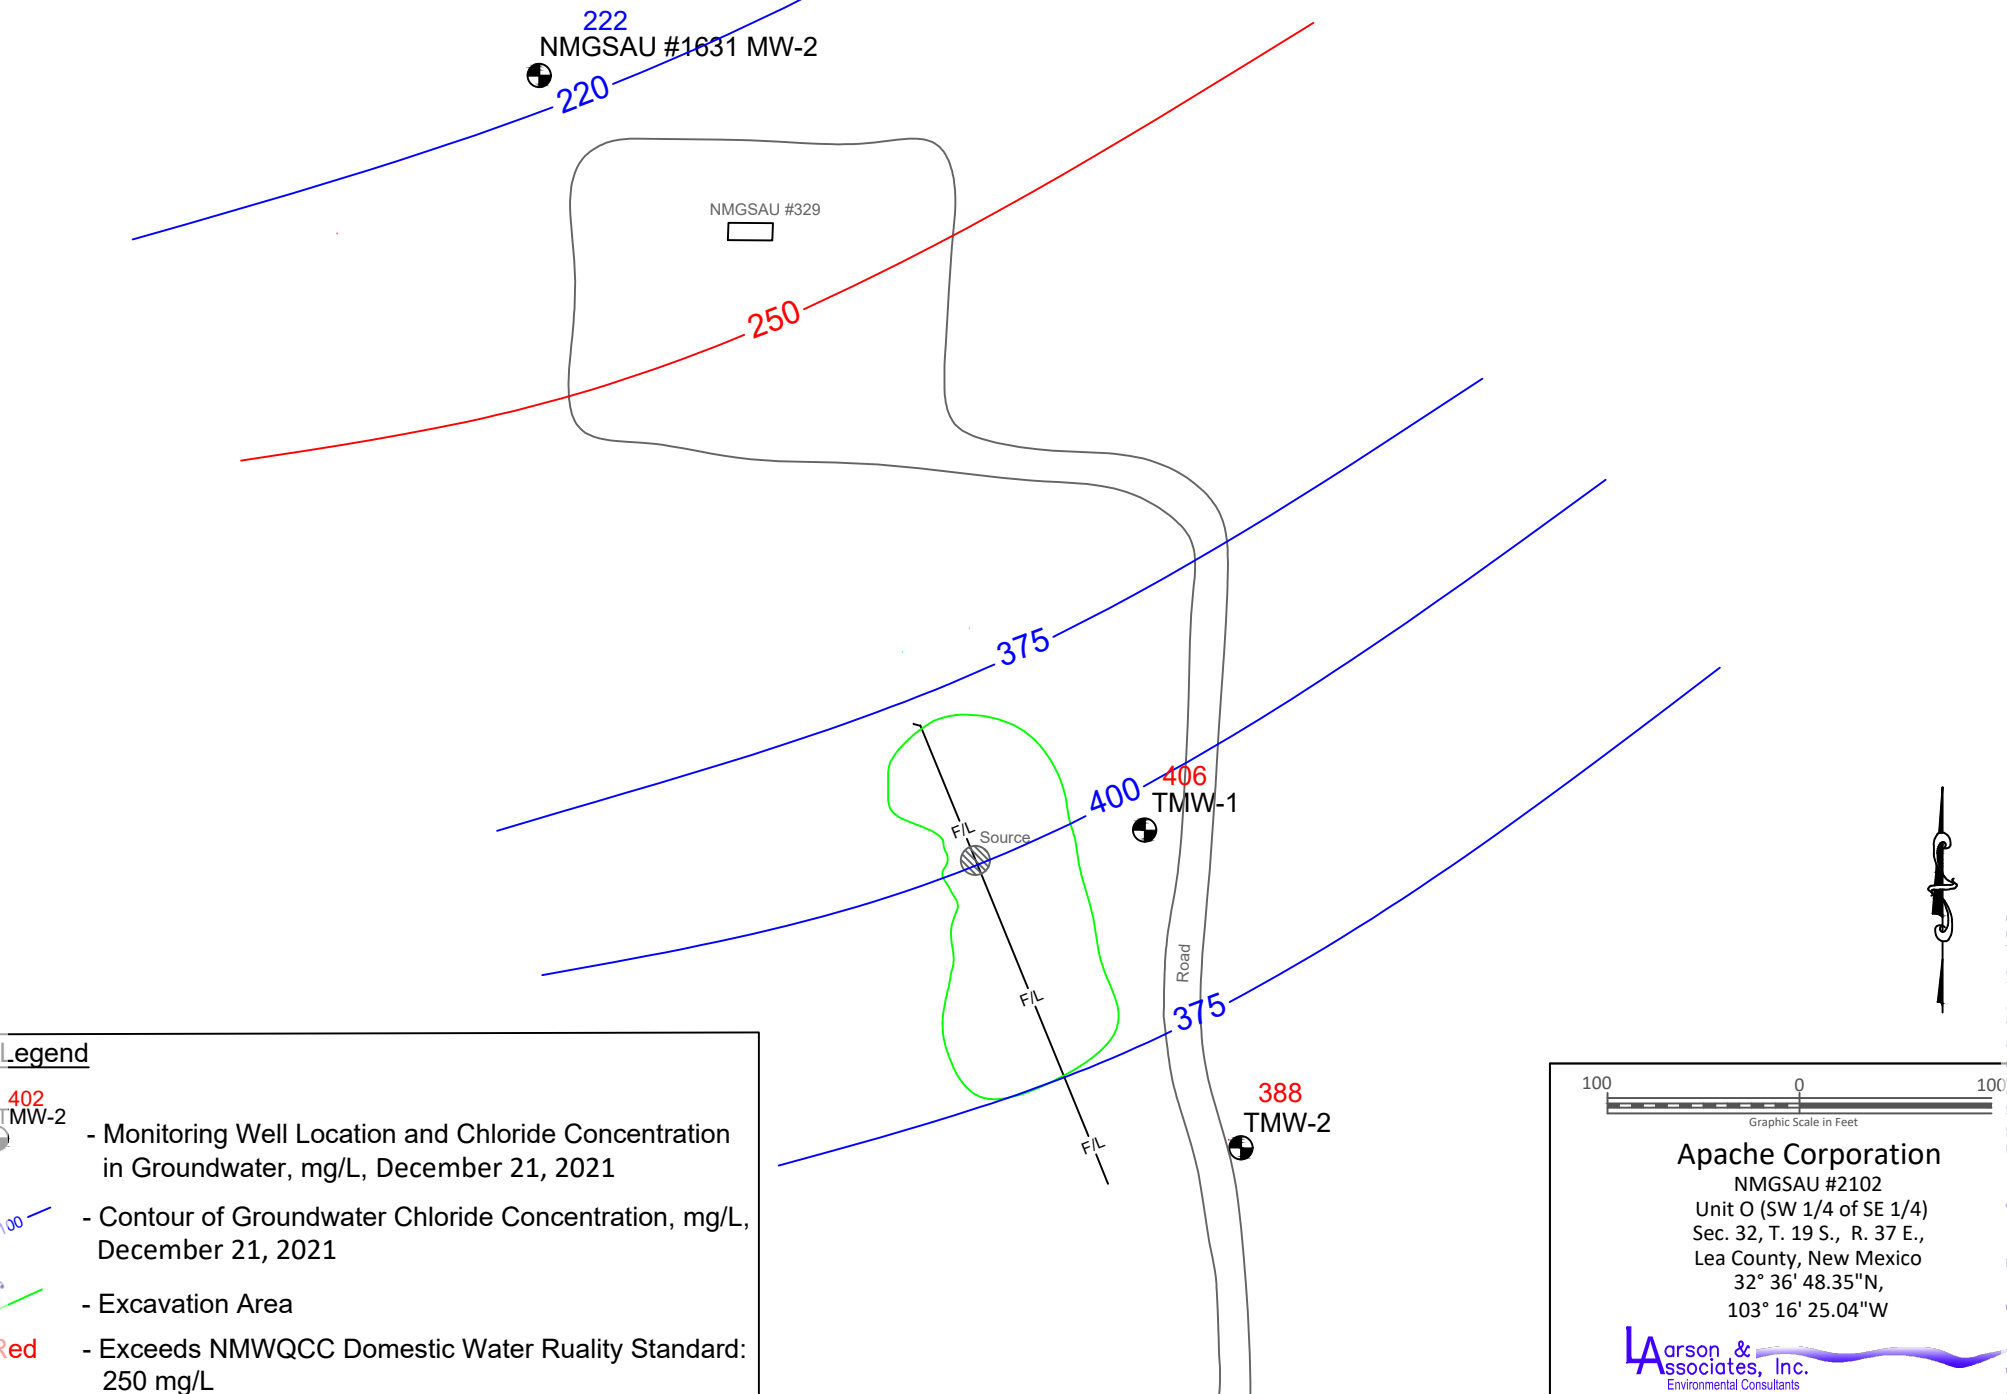 222
NMGSAU #1631 MW-2
220
NMGSAU #329
250
375
406
400
TMW-1
F/L
Source
Road
F/L
375
388
TMW-2
F/L
Legend
402
TMW-2
- Monitoring Well Location and Chloride Concentration
in Groundwater, mg/L, December 21, 2021
100
- Contour of Groundwater Chloride Concentration, mg/L,
December 21, 2021
- Excavation Area
Red
- Exceeds NMWQCC Domestic Water Ruality Standard:
250 mg/L
100 0 100
Graphic Scale in Feet
Apache Corporation
NMGSAU #2102
Unit O (SW 1/4 of SE 1/4)
Sec. 32, T. 19 S., R. 37 E.,
Lea County, New Mexico
32° 36' 48.35"N,
103° 16' 25.04"W
Larson &
Associates, Inc.
Environmental Consultants